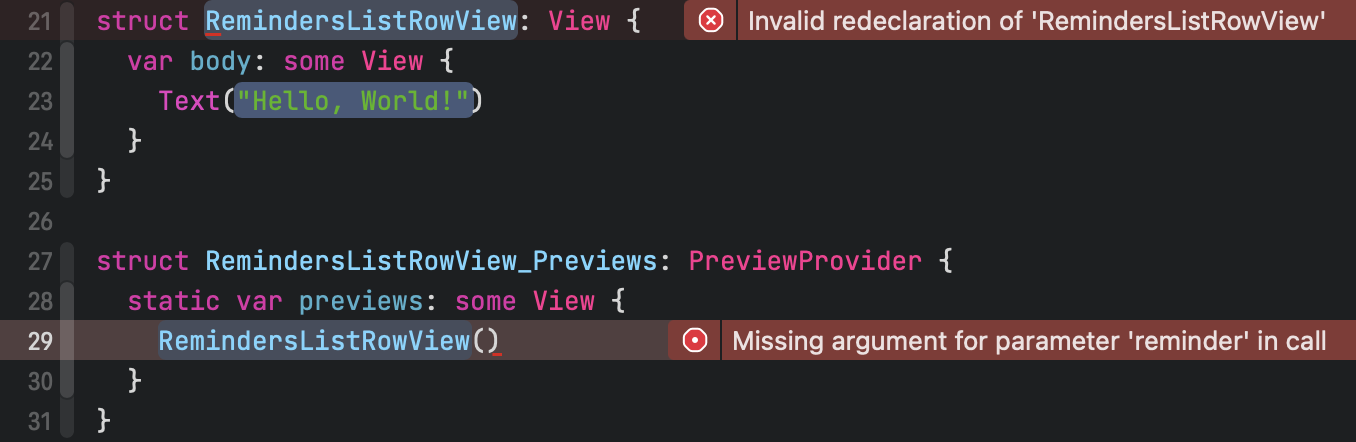 21 struct RemindersListRowView: View { Invalid redeclaration of 'RemindersListRowView'
22   var body: some View {
23     Text("Hello, World!")
24   }
25 }
26
27 struct RemindersListRowView_Previews: PreviewProvider {
28   static var previews: some View {
29     RemindersListRowView() Missing argument for parameter 'reminder' in call
30   }
31 }